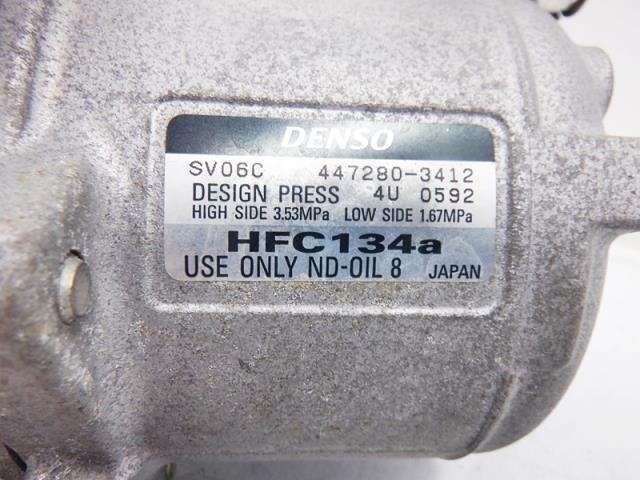 DENSO
SV06C 447280-3412
DESIGN PRESS 4U 0592
HIGH SIDE 3.53MPa LOW SIDE 1.67MPa
HFC134a
USE ONLY ND-OIL 8 JAPAN